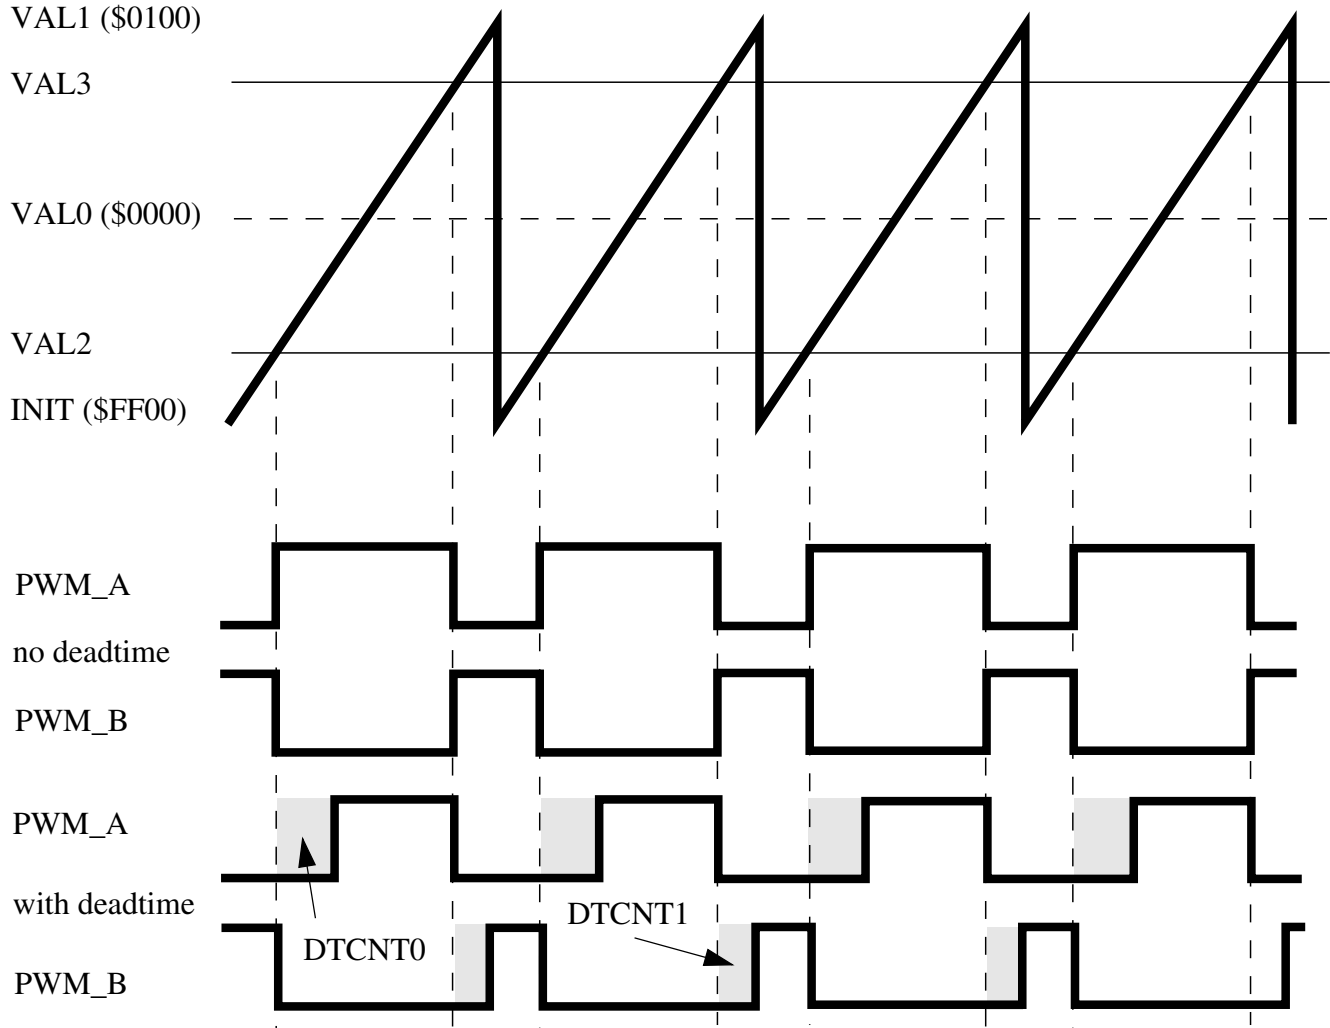 VAL1 ($0100)
VAL3
VAL0 ($0000)
VAL2
INIT ($FF00)
PWM_A
no deadtime
PWM_B
PWM_A
with deadtime
DTCNT1
DTCNT0
PWM_B